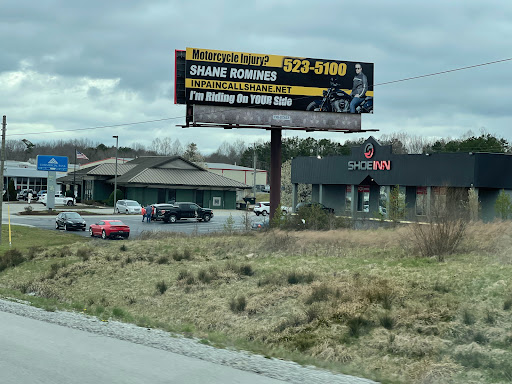 Motorcycle Injury?
523-5100
SHANE ROMINES
INPAINCALLSHANE.NET
I'm Riding On YOUR Side
SHOE INN